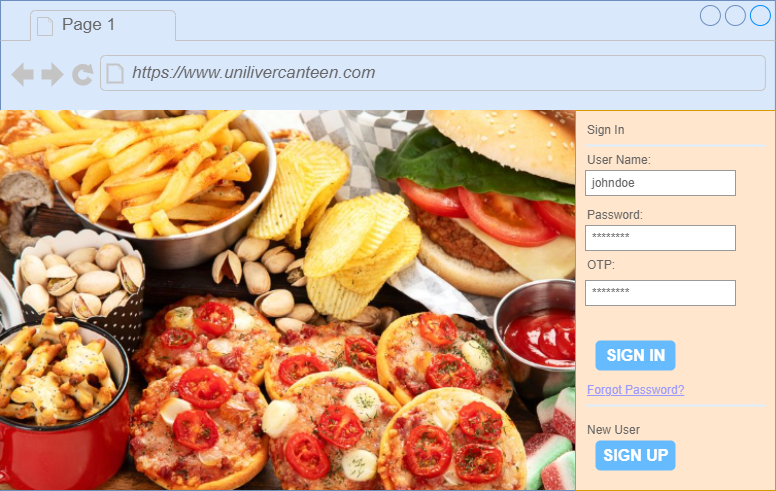 Page 1
https://www.unilivercanteen.com
Sign In
User Name:
johndoe
Password:
********
OTP:
********
SIGN IN
Forgot Password?
New User
SIGN UP